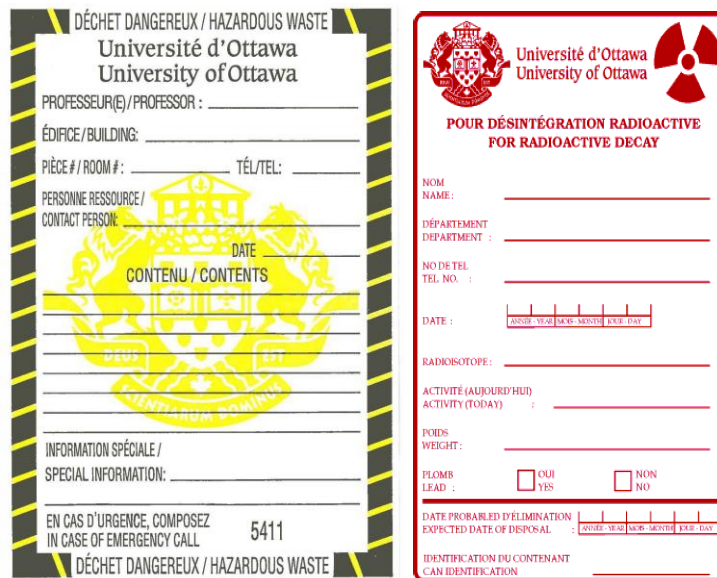 DÉCHET DANGEREUX / HAZARDOUS WASTE
Université d'Ottawa
University of Ottawa
PROFESSEUR(E) / PROFESSOR :
ÉDIFICE / BUILDING:
PIÈCE # / ROOM # : TÉL/TEL:
PERSONNE RESSOURCE /
CONTACT PERSON:
DATE
CONTENU / CONTENTS
DEUS EST
SCIENTIARUM DOMINUS
INFORMATION SPÉCIALE /
SPECIAL INFORMATION:
EN CAS D'URGENCE, COMPOSEZ
IN CASE OF EMERGENCY CALL 5411
DÉCHET DANGEREUX / HAZARDOUS WASTE
Université d'Ottawa
University of Ottawa
POUR DÉSINTÉGRATION RADIOACTIVE
FOR RADIOACTIVE DECAY
NOM
NAME :
DÉPARTEMENT
DEPARTMENT :
NO DE TEL
TEL NO. :
DATE :
ANNÉE - YEAR MOIS - MONTH JOUR - DAY
RADIOISOTOPE :
ACTIVITÉ (AUJOURD'HUI)
ACTIVITY (TODAY) :
POIDS
WEIGHT :
PLOMB OUI NON
LEAD : YES NO
DATE PROBABLED D'ÉLIMINATION
EXPECTED DATE OF DISPOSAL : ANNÉE - YEAR MOIS - MONTH JOUR - DAY
IDENTIFICATION DU CONTENANT
CAN IDENTIFICATION